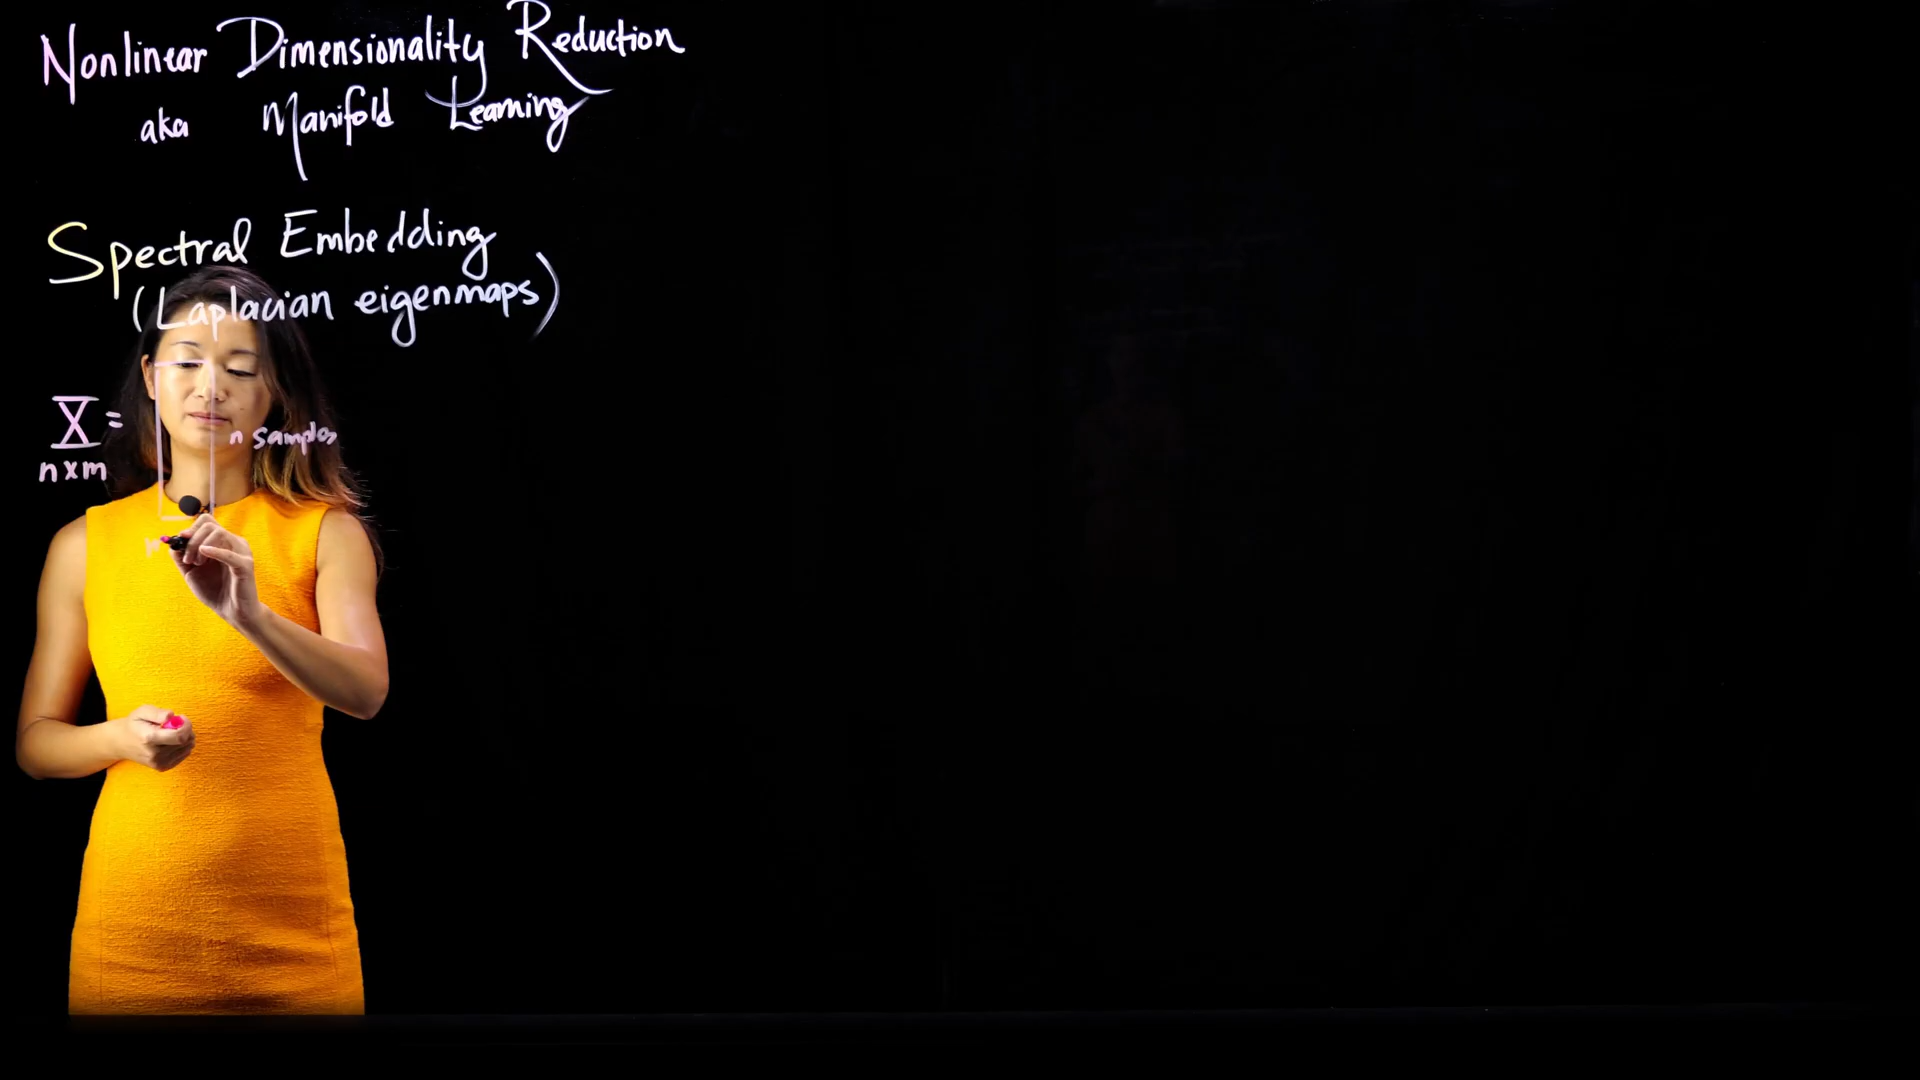 Nonlinear Dimensionality Reduction
aka Manifold Learning
Spectral Embedding
(Laplacian eigenmaps)
X =
n samples
n x m
m